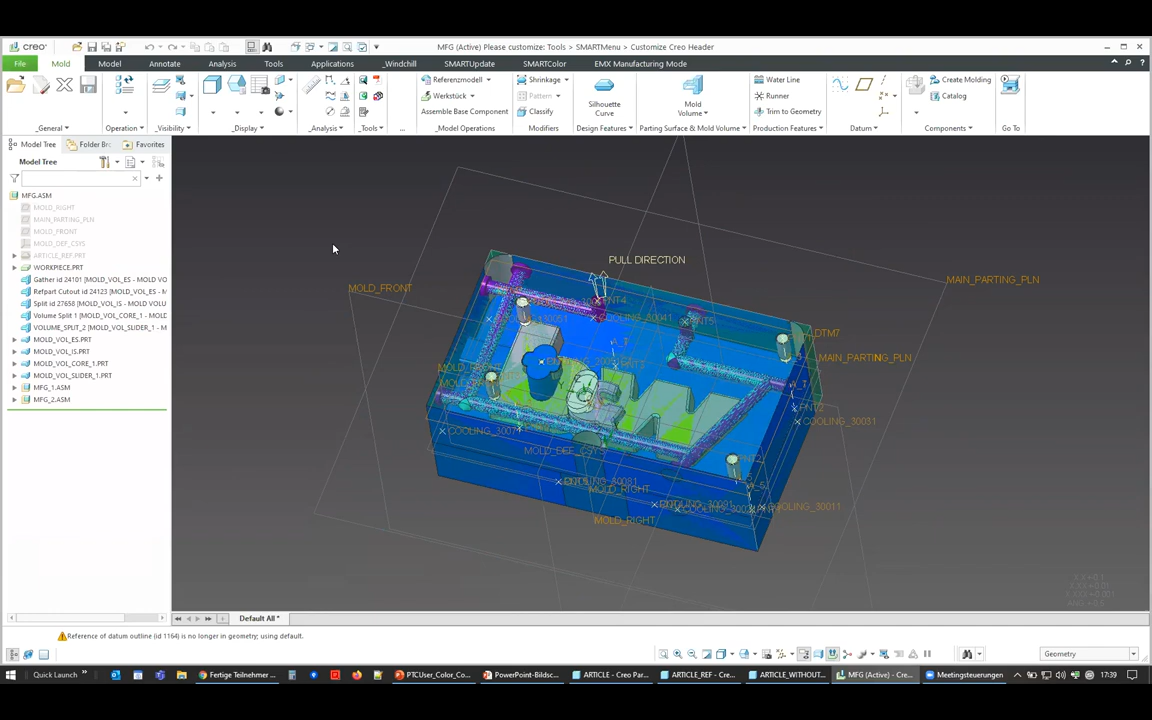 creo
MFG (Active) Please customize: Tools > SMARTMenu > Customize Creo Header
File
Mold
Model
Annotate
Analysis
Tools
Applications
_Windchill
SMARTUpdate
SMARTColor
EMX Manufacturing Mode
Referenzmodell
Werkstück
Assemble Base Component
Shrinkage
Pattern
Classify
Silhouette
Curve
Mold
Volume
Water Line
Runner
Trim to Geometry
Create Molding
Catalog
_General
Operation
_Visibility
_Display
_Analysis
_Tools
...
_Model Operations
Modifiers
Design Features
Parting Surface & Mold Volume
Production Features
Datum
Components
Go To
Model Tree
Folder Br
Favorites
Model Tree
MFG.ASM
MOLD_RIGHT
MAIN_PARTING_PLN
MOLD_FRONT
MOLD_DEF_CSYS
ARTICLE_REF.PRT
WORKPIECE.PRT
Gather id 24101 [MOLD_VOL_ES - MOLD VO
Refpart Cutout id 24123 [MOLD_VOL_ES -
Split id 27658 [MOLD_VOL_IS - MOLD VOLU
Volume Split 1 [MOLD_VOL_CORE_1 - MOL
VOLUME_SPLIT_2 [MOLD_VOL_SLIDER_1 -
MOLD_VOL_ES.PRT
MOLD_VOL_IS.PRT
MOLD_VOL_CORE_1.PRT
MOLD_VOL_SLIDER_1.PRT
MFG_1.ASM
MFG_2.ASM
PULL DIRECTION
MAIN_PARTING_PLN
MOLD_FRONT
PNT4
COOLING_30041
PNT5
DTM7
MAIN_PARTING_PLN
PNT2
COOLING_30031
MOLD_DEF_CSYS
MOLD_RIGHT
MOLD_RIGHT
Default All *
Reference of datum outline (id 1164) is no longer in geometry; using default.
Geometry
Quick Launch
Fertige Teilnehmer ...
PTCUser_Color_Co...
PowerPoint-Bildsc...
ARTICLE - Creo Par...
ARTICLE_REF - Cre...
ARTICLE_WITHOUT...
MFG (Active) - Cre...
Meetingsteuerungen
17:39